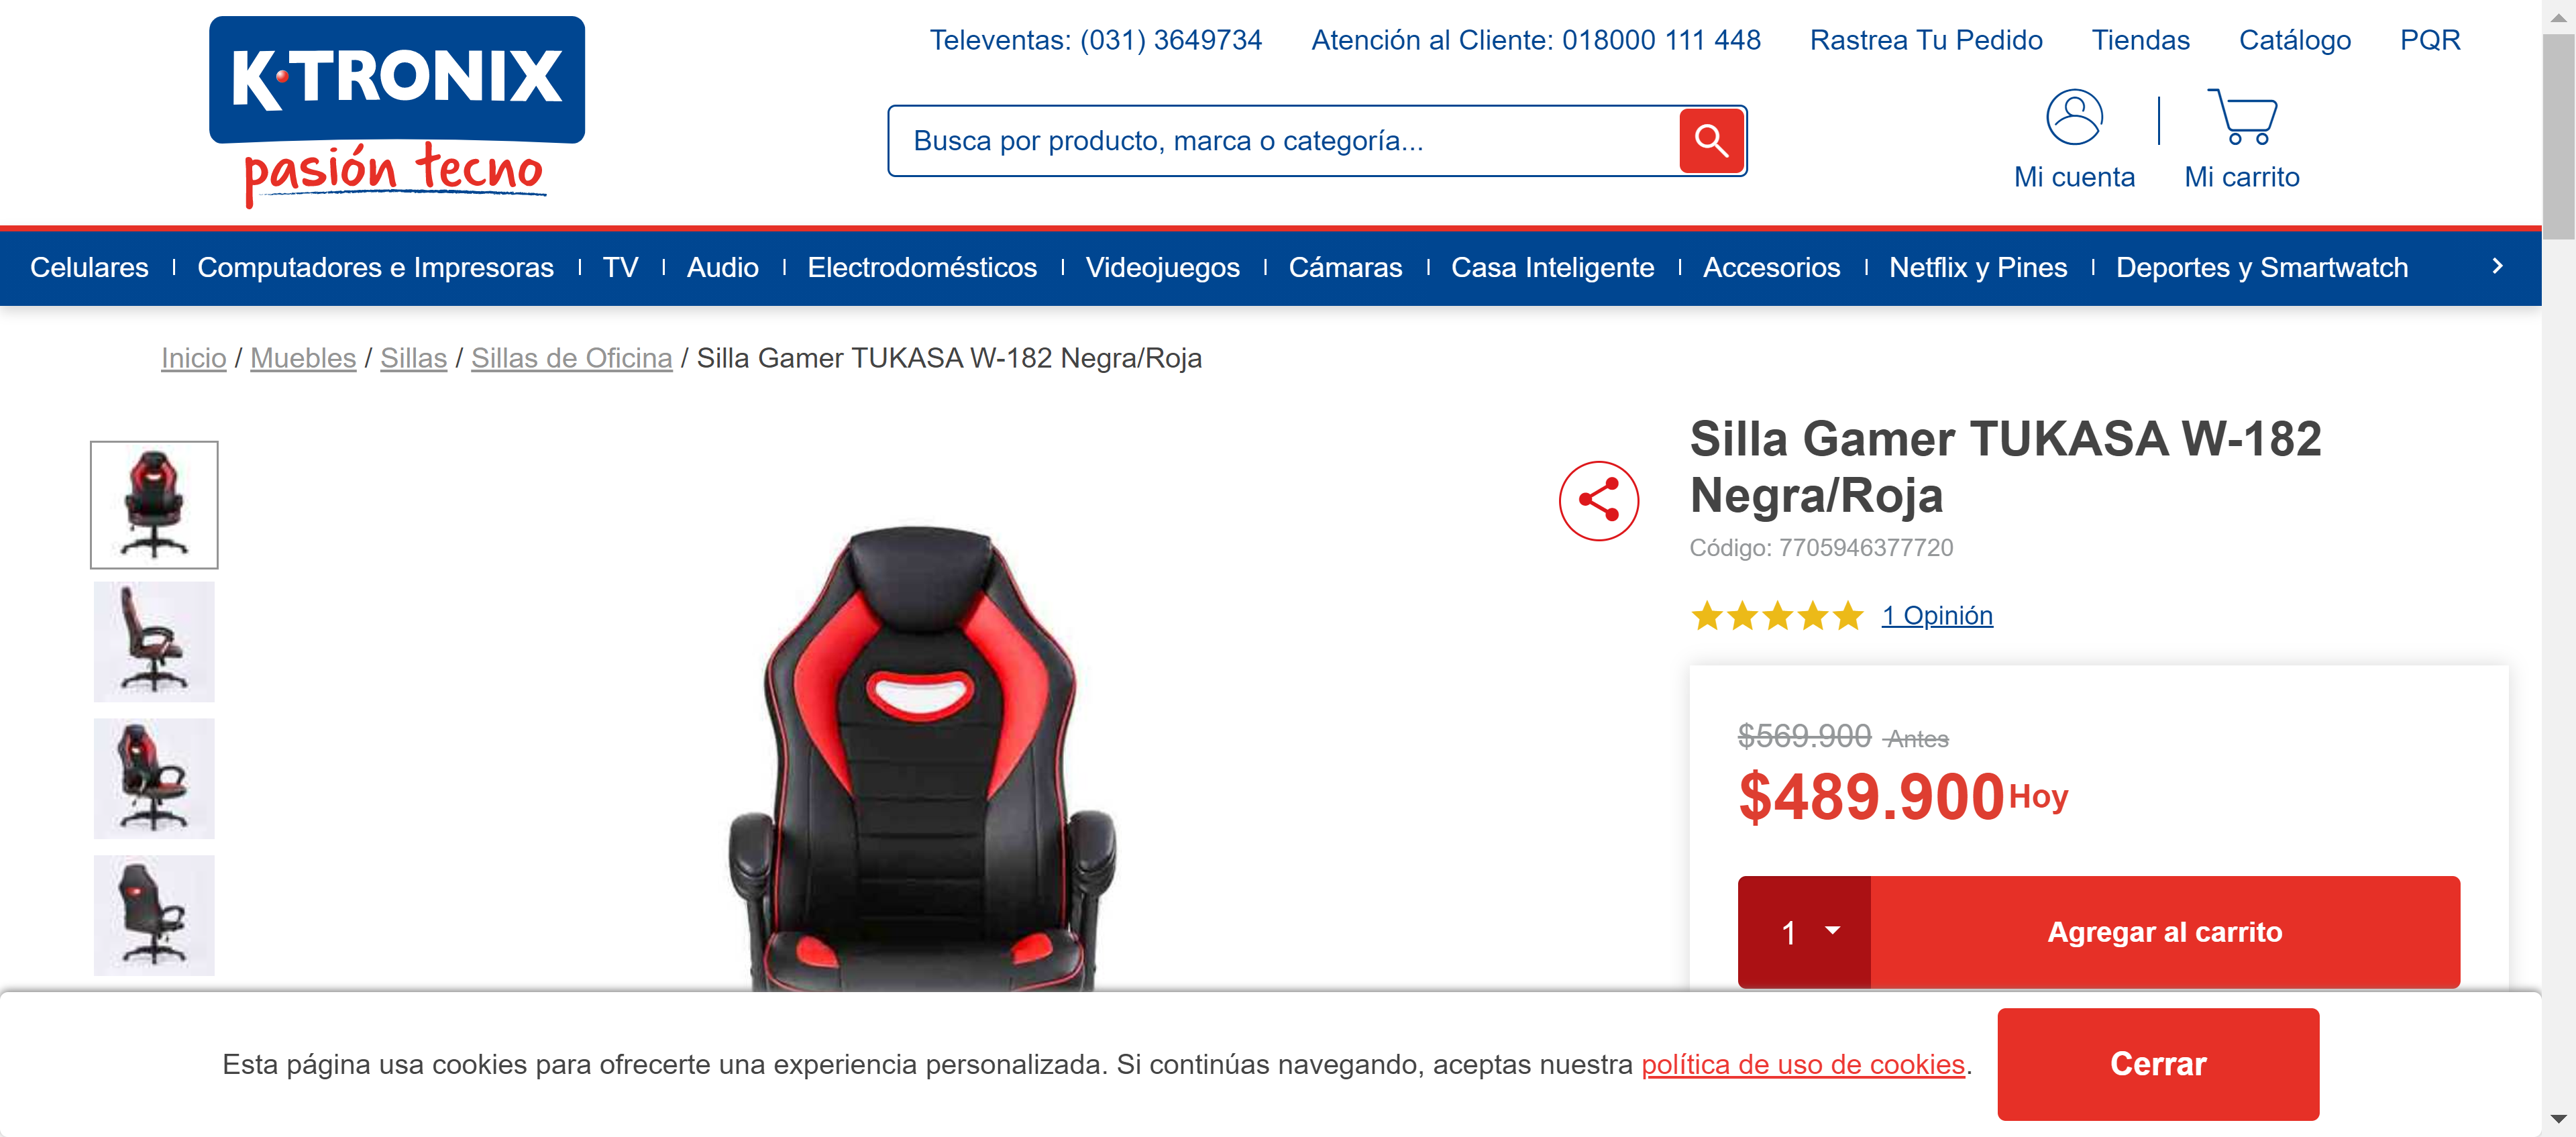 K·TRONIX
pasión tecno
Televentas: (031) 3649734 Atención al Cliente: 018000 111 448 Rastrea Tu Pedido Tiendas Catálogo PQR
Busca por producto, marca o categoría...
Mi cuenta Mi carrito
Celulares Computadores e Impresoras TV Audio Electrodomésticos Videojuegos Cámaras Casa Inteligente Accesorios Netflix y Pines Deportes y Smartwatch
Inicio / Muebles / Sillas / Sillas de Oficina / Silla Gamer TUKASA W-182 Negra/Roja
Silla Gamer TUKASA W-182
Negra/Roja
Código: 7705946377720
1 Opinión
$569.900 Antes
$489.900 Hoy
1 Agregar al carrito
Esta página usa cookies para ofrecerte una experiencia personalizada. Si continúas navegando, aceptas nuestra política de uso de cookies.
Cerrar